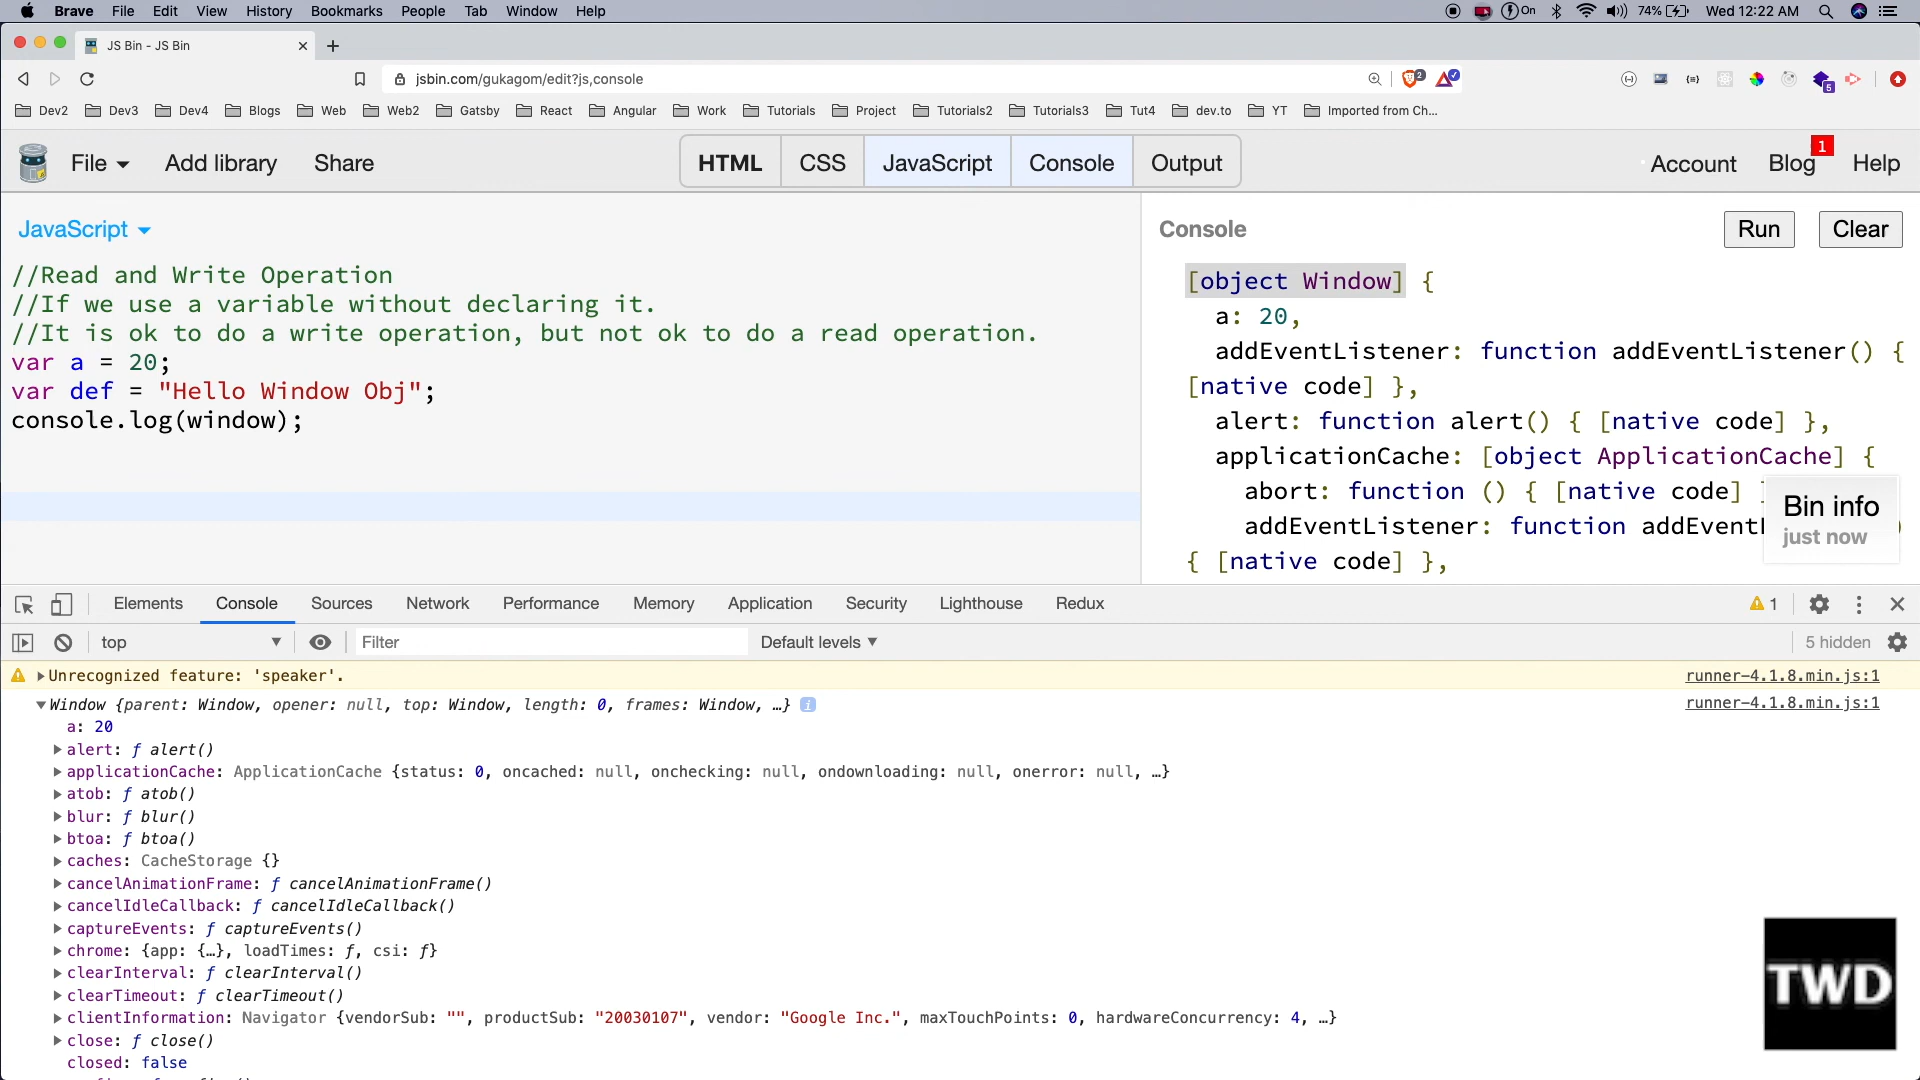 Brave File Edit View History Bookmarks People Tab Window Help On 74% Wed 12:22 AM
JS Bin - JS Bin
jsbin.com/gukagom/edit?js,console 2 5
Dev2 Dev3 Dev4 Blogs Web Web2 Gatsby React Angular Work Tutorials Project Tutorials2 Tutorials3 Tut4 dev.to YT Imported from Ch...
File Add library Share HTML CSS JavaScript Console Output Account Blog 1 Help
JavaScript
//Read and Write Operation
//If we use a variable without declaring it.
//It is ok to do a write operation, but not ok to do a read operation.
var a = 20;
var def = "Hello Window Obj";
console.log(window);
Console Run Clear
[object Window] {
a: 20,
addEventListener: function addEventListener() {
[native code] },
alert: function alert() { [native code] },
applicationCache: [object ApplicationCache] {
abort: function () { [native code]
addEventListener: function
{ [native code] },
Bin info
just now
Elements Console Sources Network Performance Memory Application Security Lighthouse Redux 1
top Filter Default levels 5 hidden
Unrecognized feature: 'speaker'. runner-4.1.8.min.js:1
Window {parent: Window, opener: null, top: Window, length: 0, frames: Window, …} i runner-4.1.8.min.js:1
a: 20
alert: ƒ alert()
applicationCache: ApplicationCache {status: 0, oncached: null, onchecking: null, ondownloading: null, onerror: null, …}
atob: ƒ atob()
blur: ƒ blur()
btoa: ƒ btoa()
caches: CacheStorage {}
cancelAnimationFrame: ƒ cancelAnimationFrame()
cancelIdleCallback: ƒ cancelIdleCallback()
captureEvents: ƒ captureEvents()
chrome: {app: {…}, loadTimes: ƒ, csi: ƒ}
clearInterval: ƒ clearInterval()
clearTimeout: ƒ clearTimeout()
clientInformation: Navigator {vendorSub: "", productSub: "20030107", vendor: "Google Inc.", maxTouchPoints: 0, hardwareConcurrency: 4, …}
close: ƒ close()
closed: false
TWD